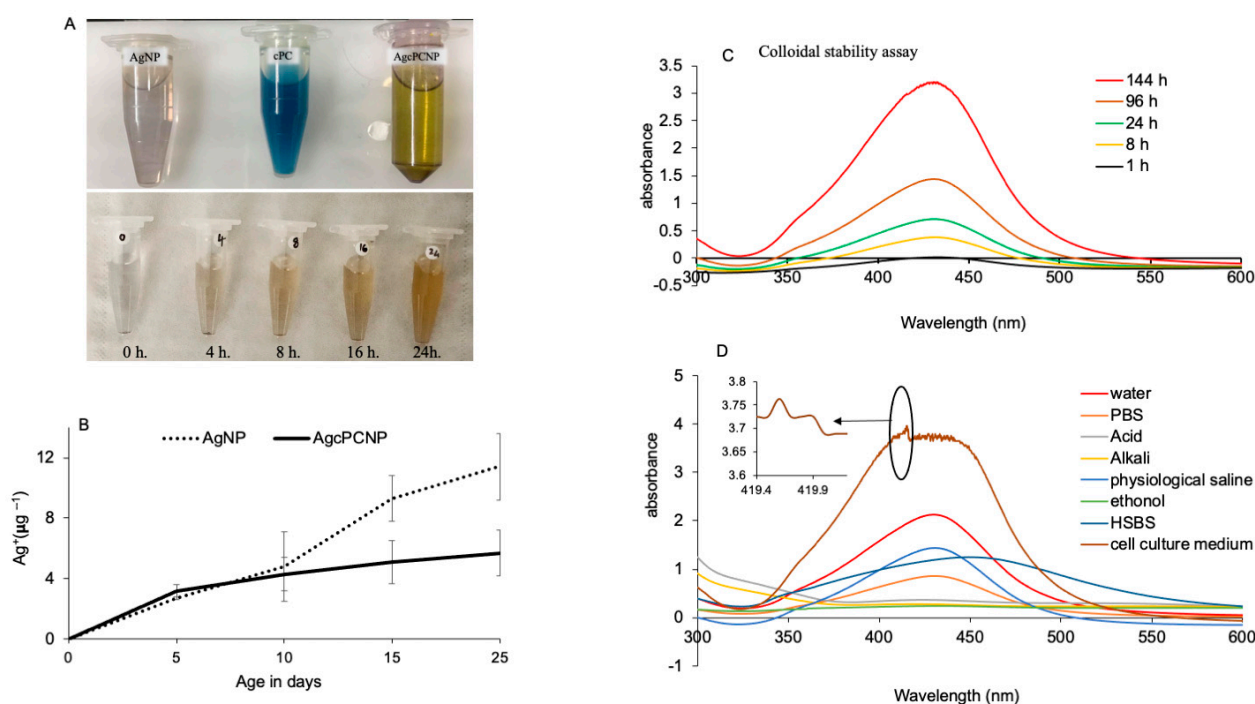 A
AgNP
cPC
AgcPCNP
0
4
8
16
24
0 h.
4 h.
8 h.
16 h.
24h.
B
AgNP
AgcPCNP
12
8
4
0
Ag⁺(µg ⁻¹)
0
5
10
15
25
Age in days
C
Colloidal stability assay
3.5
3
2.5
2
1.5
1
0.5
0
-0.5
absorbance
144 h
96 h
24 h
8 h
1 h
300
350
400
450
500
550
600
Wavelength (nm)
D
5
4
3
2
1
0
-1
absorbance
3.8
3.75
3.7
3.65
3.6
419.4
419.9
water
PBS
Acid
Alkali
physiological saline
ethonol
HSBS
cell culture medium
300
350
400
450
500
550
600
Wavelength (nm)